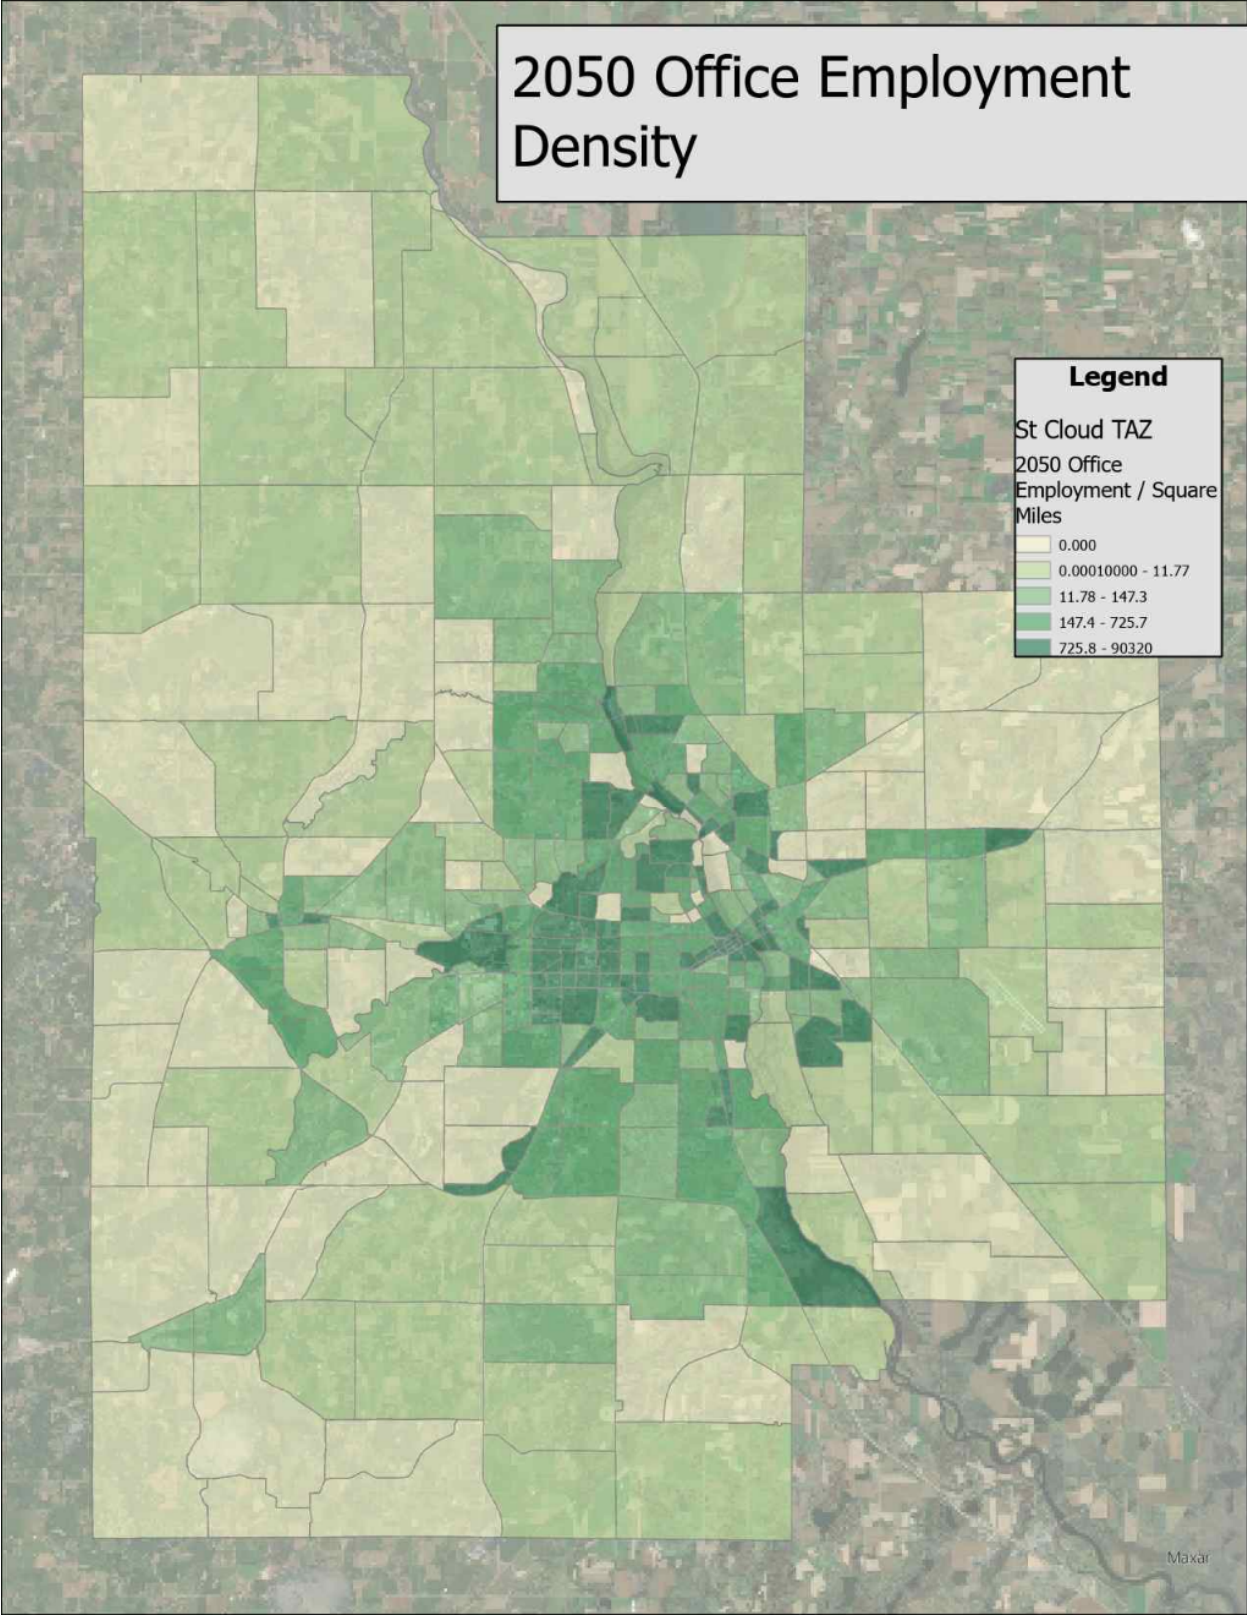 2050 Office Employment
Density
Legend
St Cloud TAZ
2050 Office
Employment / Square
Miles
0.000
0.00010000 - 11.77
11.78 - 147.3
147.4 - 725.7
725.8 - 90320
Maxar